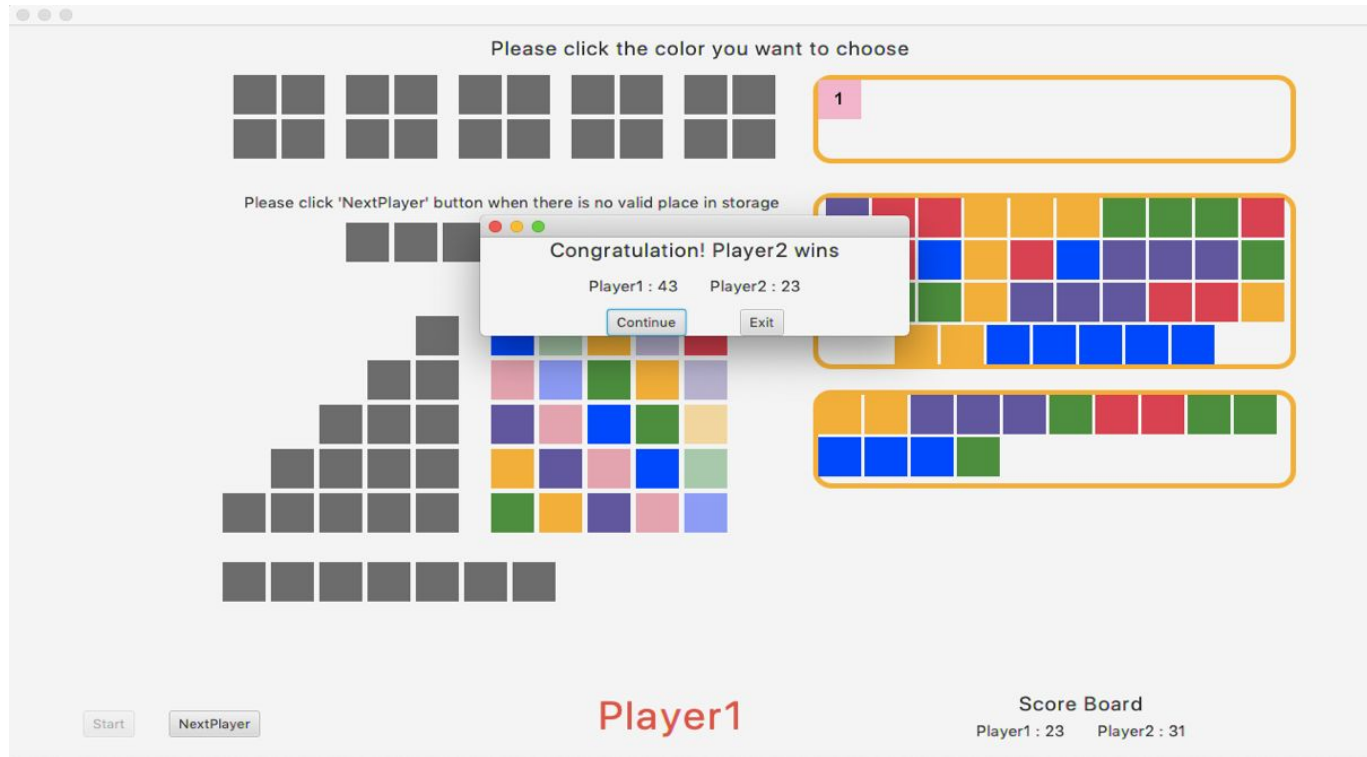 Please click the color you want to choose
1
Please click 'NextPlayer' button when there is no valid place in storage
Congratulation! Player2 wins
Player1 : 43 Player2 : 23
Continue Exit
Player1
Start NextPlayer
Score Board
Player1 : 23 Player2 : 31